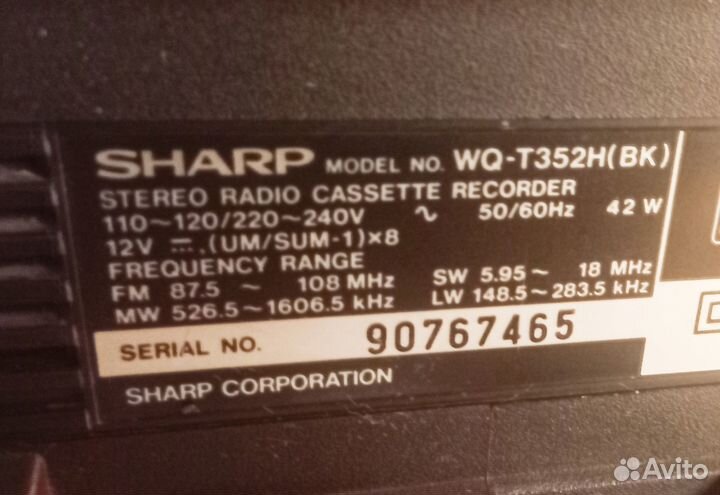 SHARP MODEL NO. WQ-T352H(BK)
STEREO RADIO CASSETTE RECORDER
110~120/220~240V ∿ 50/60Hz 42W
12V ⎓, (UM/SUM-1)×8
FREQUENCY RANGE
FM 87.5 ~ 108 MHz SW 5.95 ~ 18 MHz
MW 526.5~1606.5 kHz LW 148.5~283.5 kHz
SERIAL NO. 90767465
SHARP CORPORATION
Avito